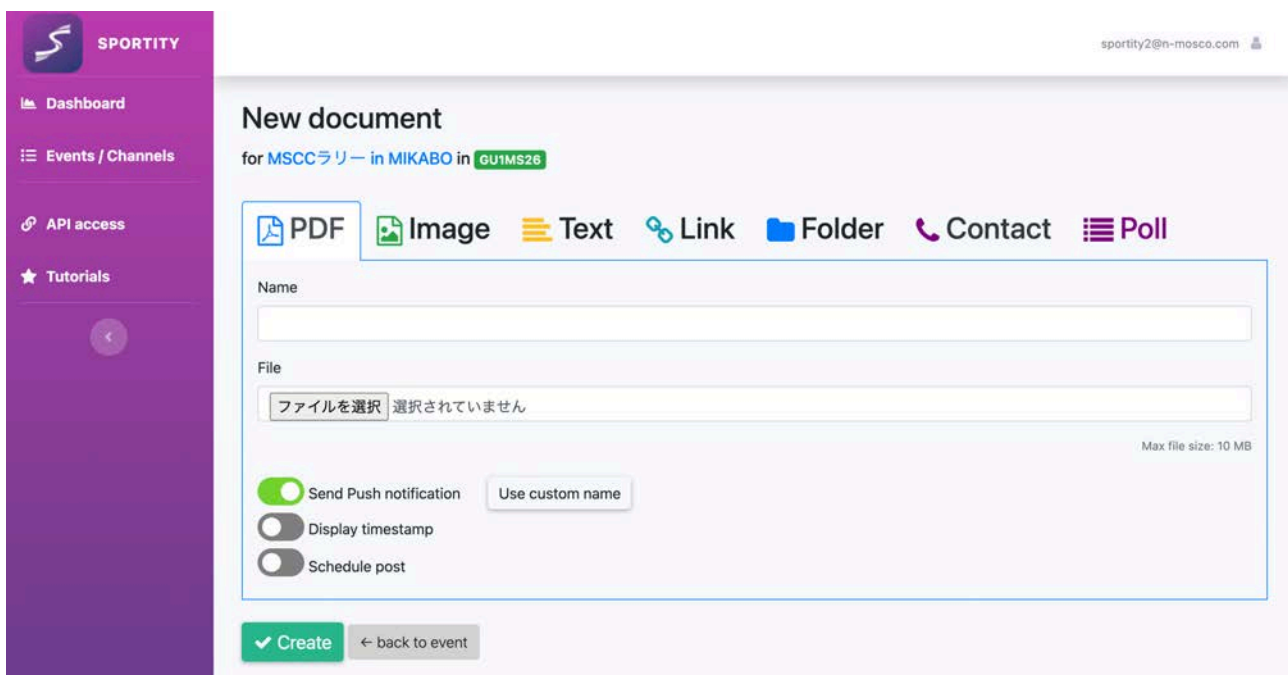 SPORTITY
sportity2@n-mosco.com
Dashboard
Events / Channels
API access
Tutorials
New document
for MSCCラリー in MIKABO in GU1MS26
PDF Image Text Link Folder Contact Poll
Name
File
ファイルを選択 選択されていません
Max file size: 10 MB
Send Push notification Use custom name
Display timestamp
Schedule post
Create ← back to event